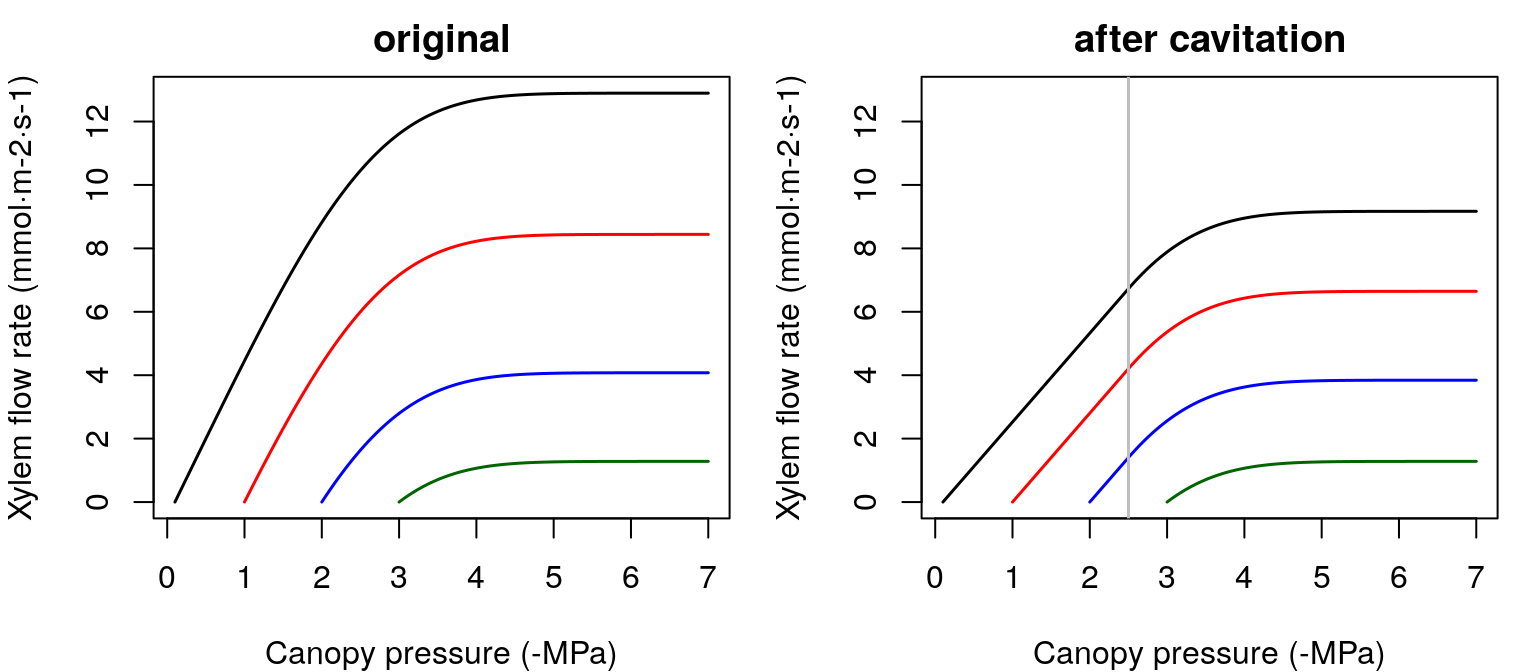 original
Xylem flow rate (mmol·m-2·s-1)
12
10
8
6
4
2
0
0 1 2 3 4 5 6 7
Canopy pressure (-MPa)
after cavitation
Xylem flow rate (mmol·m-2·s-1)
12
10
8
6
4
2
0
0 1 2 3 4 5 6 7
Canopy pressure (-MPa)